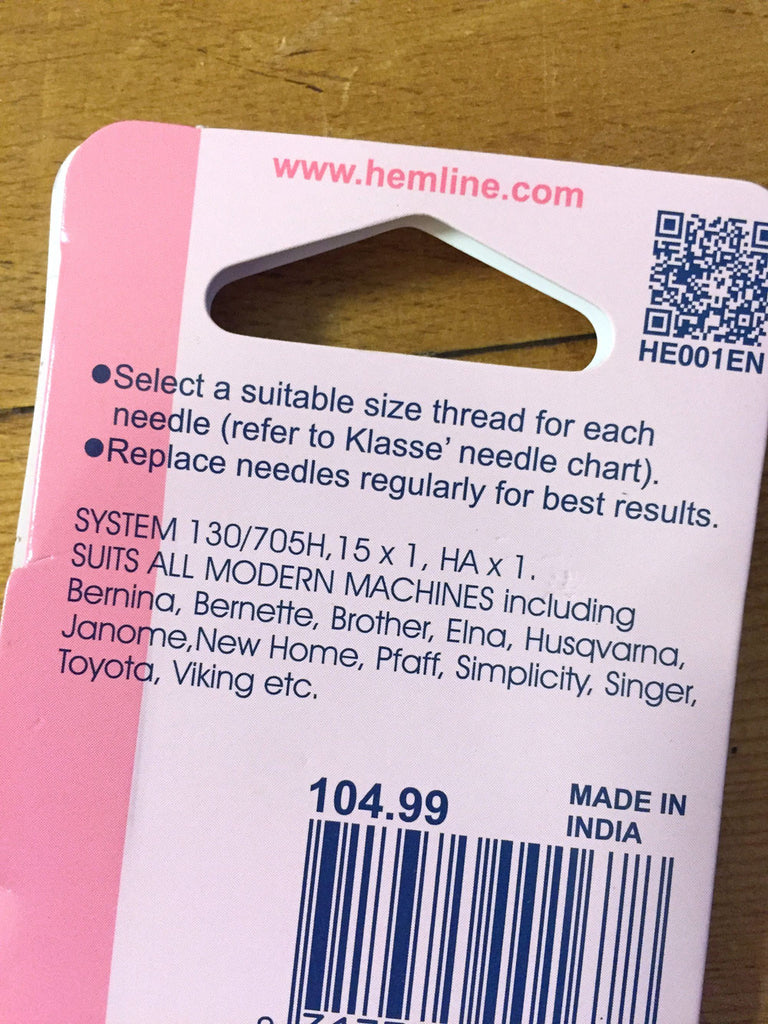 www.hemline.com
HE001EN
●Select a suitable size thread for each
needle (refer to Klasse' needle chart).
●Replace needles regularly for best results.
SYSTEM 130/705H,15 x 1, HA x 1.
SUITS ALL MODERN MACHINES including
Bernina, Bernette, Brother, Elna, Husqvarna,
Janome,New Home, Pfaff, Simplicity, Singer,
Toyota, Viking etc.
104.99
MADE IN
INDIA